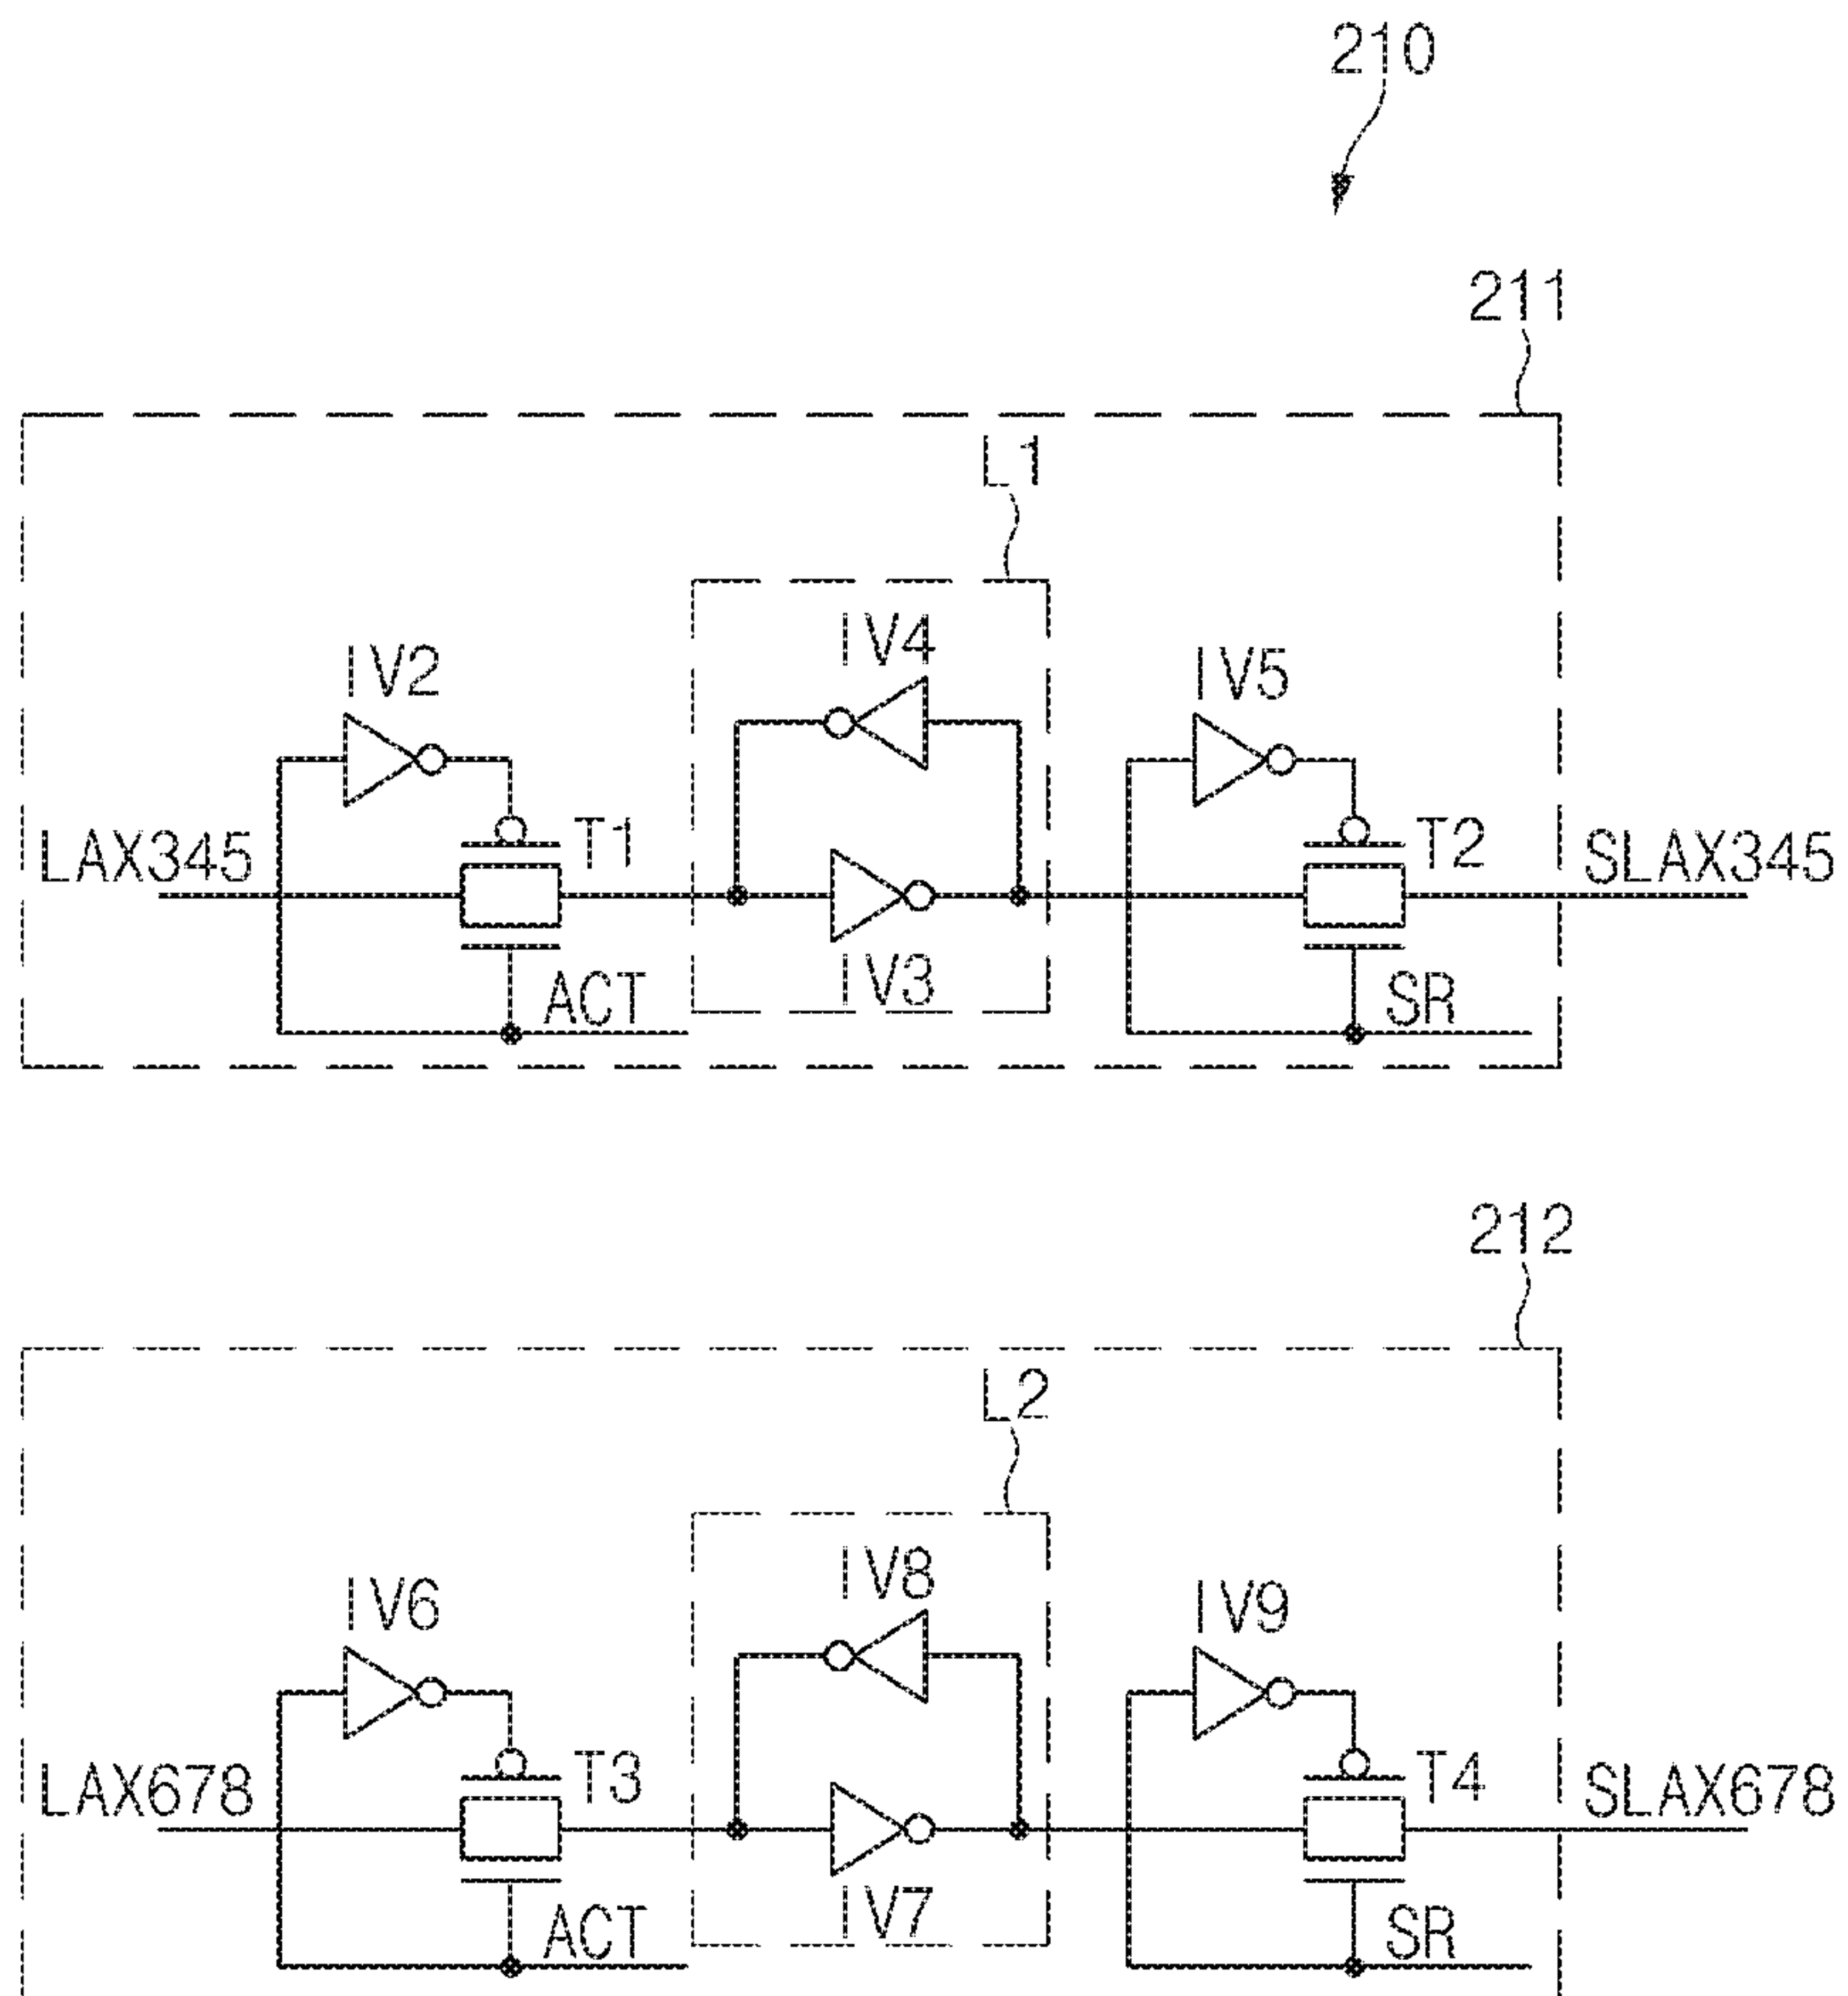 210
211
L1
IV4
IV2
IV5
LAX345
T1
T2
SLAX345
IV3
ACT
SR
212
L2
IV8
IV6
IV9
LAX678
T3
T4
SLAX678
IV7
ACT
SR